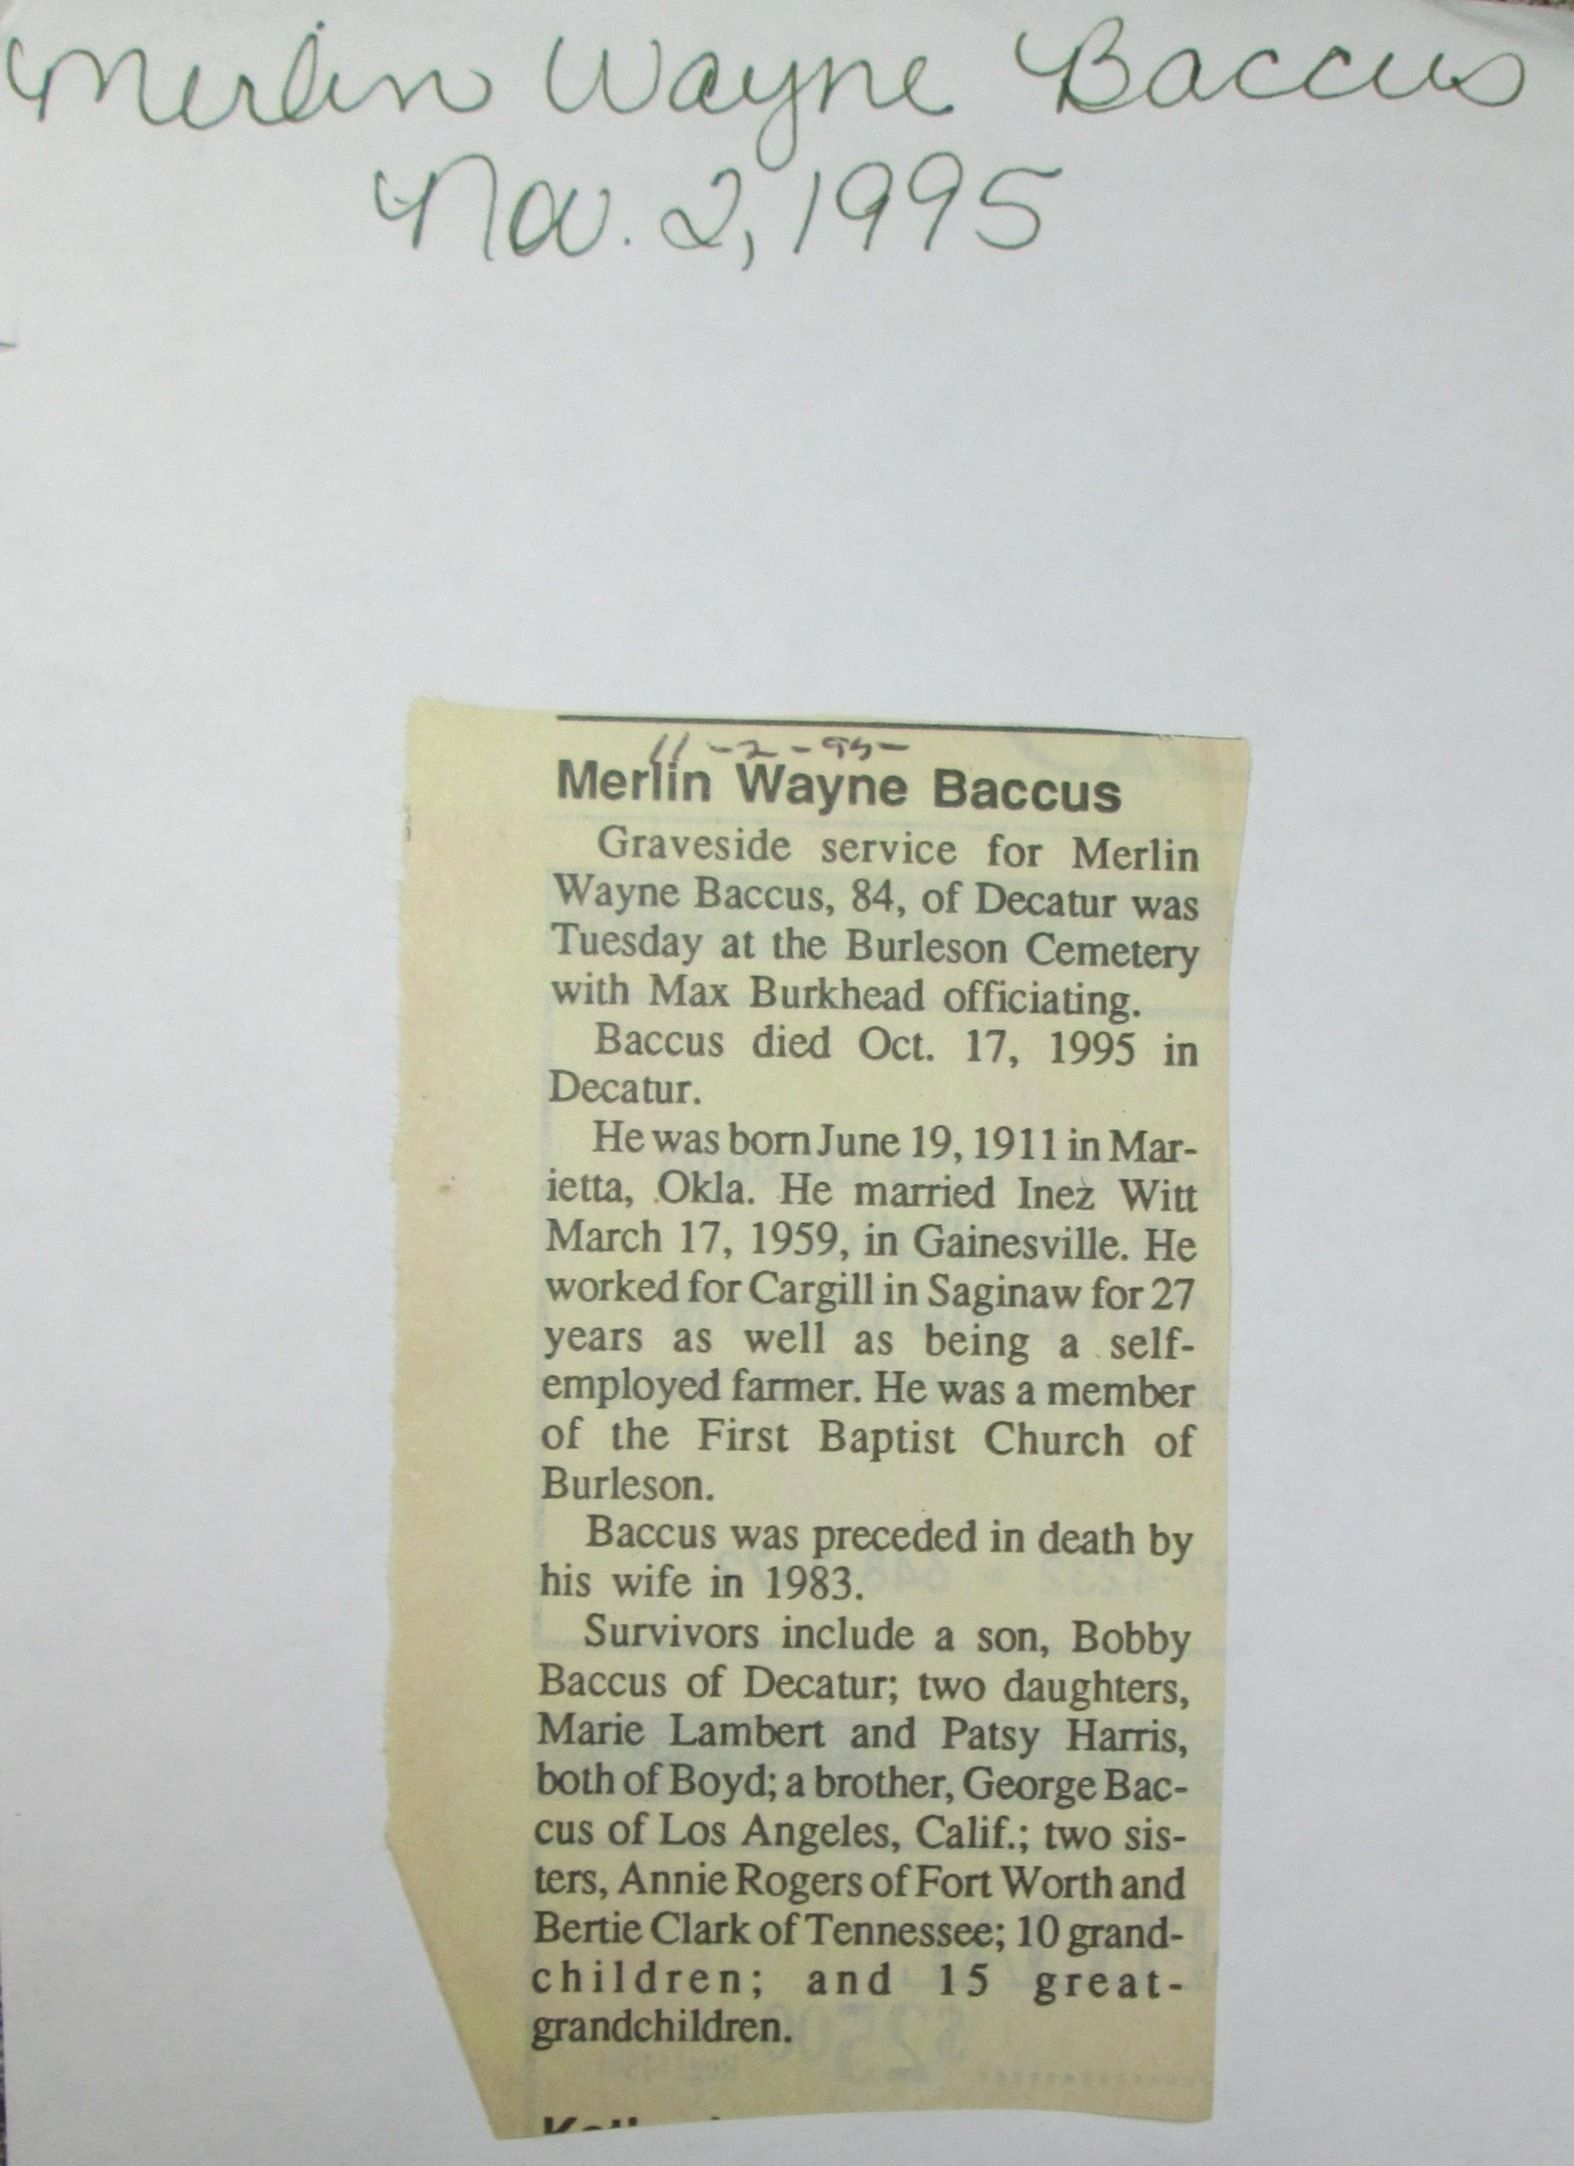 Merlin Wayne Baccus
Nov. 2, 1995
11-2-95-
Merlin Wayne Baccus
Graveside service for Merlin
Wayne Baccus, 84, of Decatur was
Tuesday at the Burleson Cemetery
with Max Burkhead officiating.
Baccus died Oct. 17, 1995 in
Decatur.
He was born June 19, 1911 in Mar-
ietta, Okla. He married Inez Witt
March 17, 1959, in Gainesville. He
worked for Cargill in Saginaw for 27
years as well as being a self-
employed farmer. He was a member
of the First Baptist Church of
Burleson.
Baccus was preceded in death by
his wife in 1983.
Survivors include a son, Bobby
Baccus of Decatur; two daughters,
Marie Lambert and Patsy Harris,
both of Boyd; a brother, George Bac-
cus of Los Angeles, Calif.; two sis-
ters, Annie Rogers of Fort Worth and
Bertie Clark of Tennessee; 10 grand-
children; and 15 great-
grandchildren.